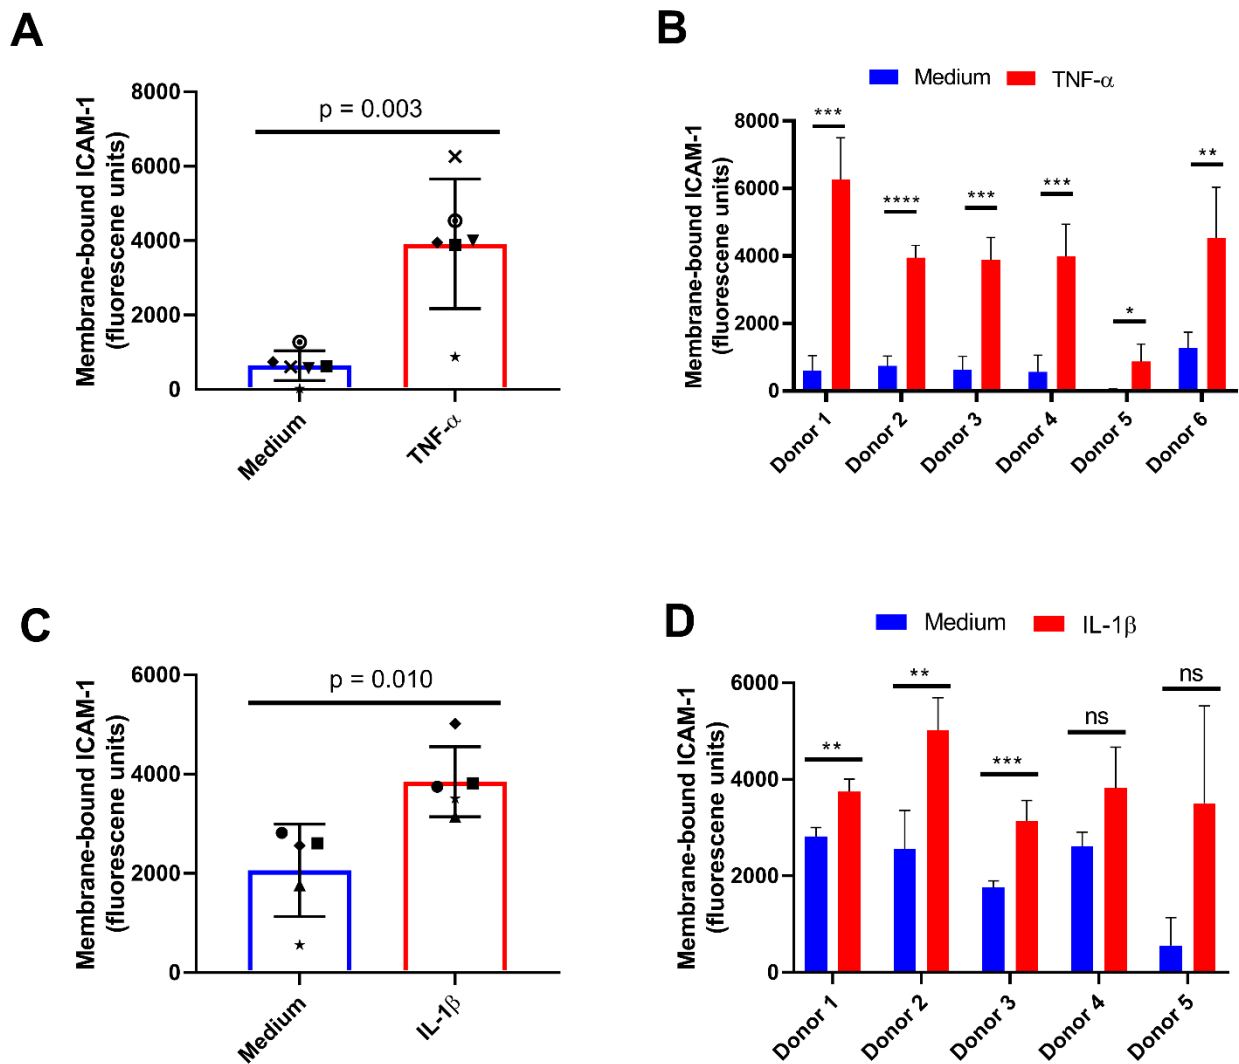 A
Membrane-bound ICAM-1
(fluorescene units)
8000
6000
4000
2000
0
p = 0.003
Medium
TNF-α
B
Medium
TNF-α
Membrane-bound ICAM-1
(fluorescene units)
8000
6000
4000
2000
0
***
****
***
***
*
**
Donor 1
Donor 2
Donor 3
Donor 4
Donor 5
Donor 6
C
Membrane-bound ICAM-1
(fluorescene units)
6000
4000
2000
0
p = 0.010
Medium
IL-1β
D
Medium
IL-1β
Membrane-bound ICAM-1
(fluorescene units)
6000
4000
2000
0
**
**
***
ns
ns
Donor 1
Donor 2
Donor 3
Donor 4
Donor 5